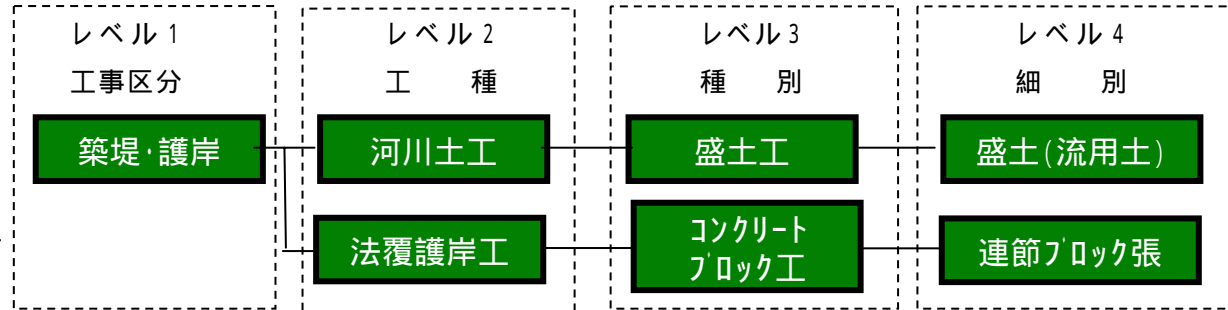 レベル1
工事区分
築堤・護岸
レベル2
工　種
河川土工
法覆護岸工
レベル3
種　別
盛土工
コンクリート
ブロック工
レベル4
細　別
盛土(流用土)
連節ブロック張